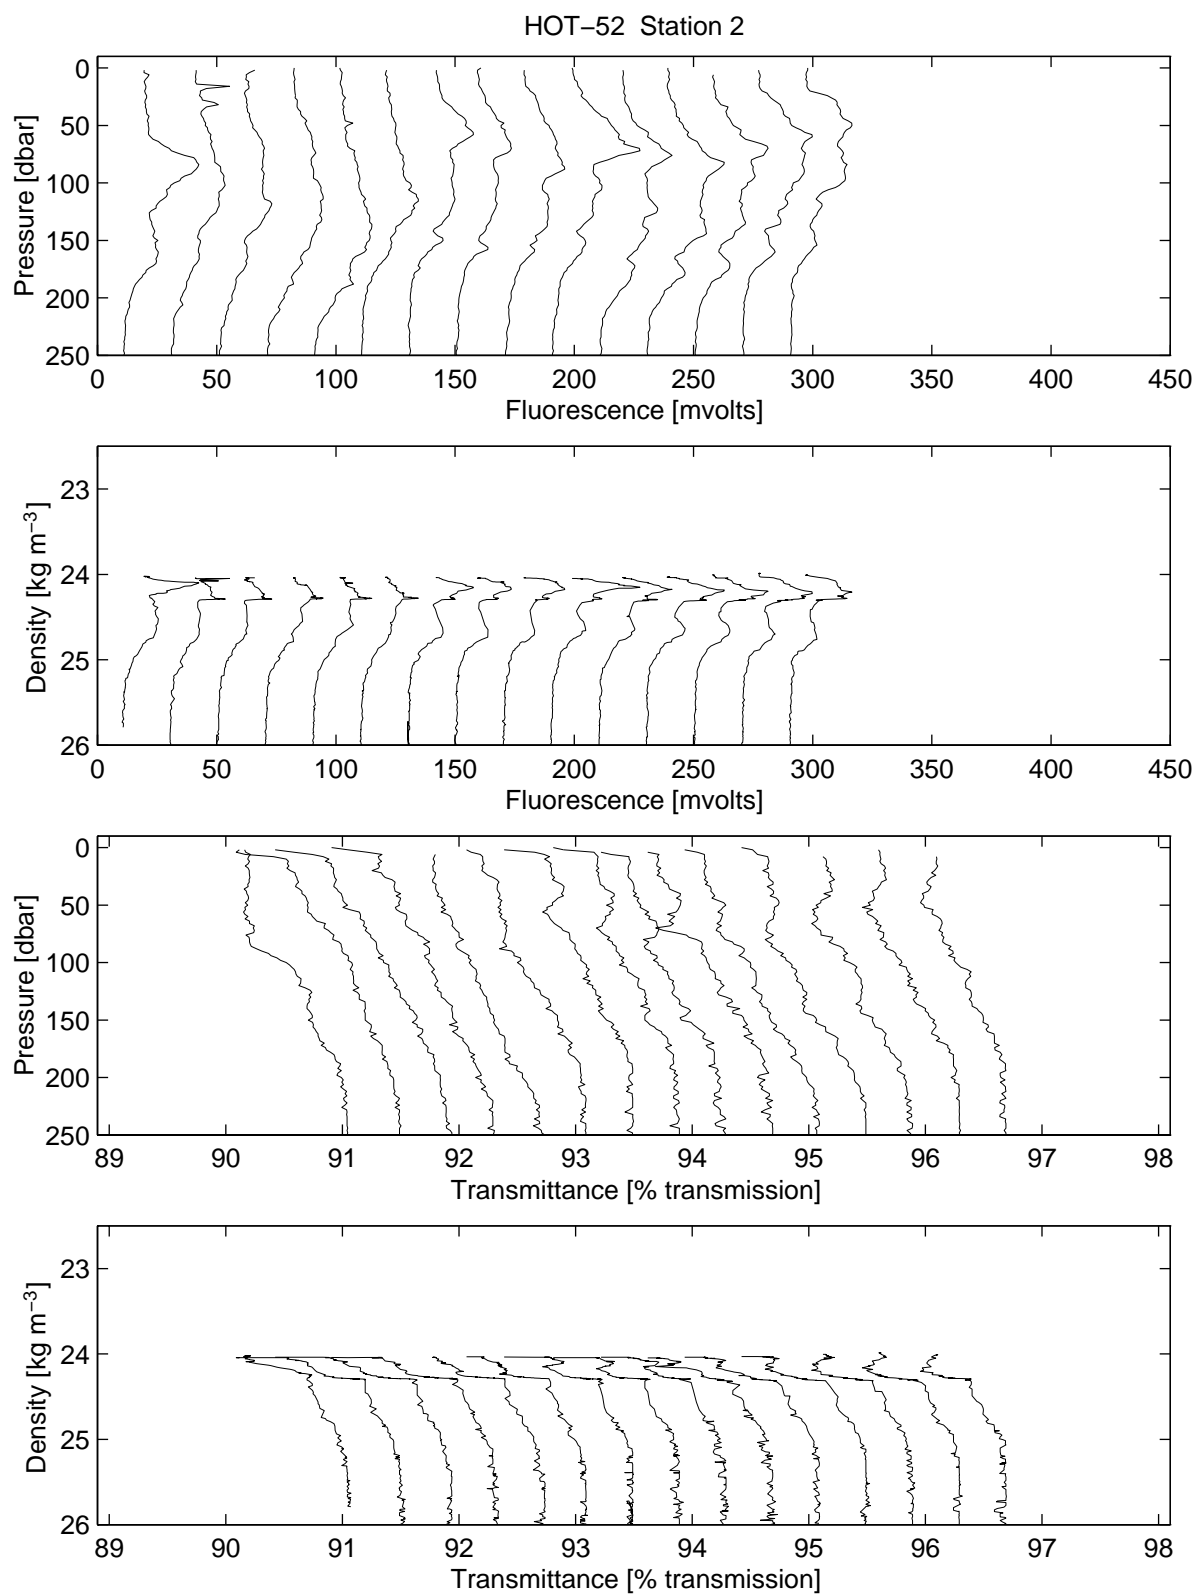 HOT−52 Station 2
0
50
100
150
200
250
Pressure [dbar]
0 50 100 150 200 250 300 350 400 450
Fluorescence [mvolts]
23
24
25
26
Density [kg m−3]
0 50 100 150 200 250 300 350 400 450
Fluorescence [mvolts]
0
50
100
150
200
250
Pressure [dbar]
89 90 91 92 93 94 95 96 97 98
Transmittance [% transmission]
23
24
25
26
Density [kg m−3]
89 90 91 92 93 94 95 96 97 98
Transmittance [% transmission]